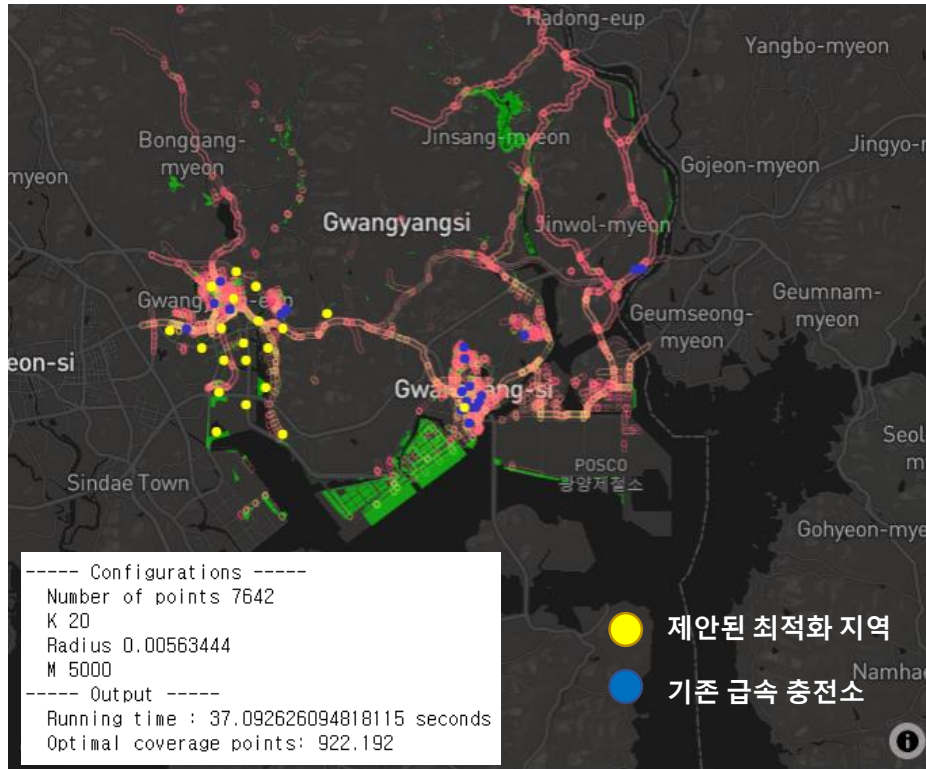 Hadong-eup
Yangbo-myeon
Bonggang-
myeon
Jinsang-myeon
Jingyo-r
myeon
Gojeon-myeon
Gwangyangsi
Jinwol-myeon
Geumnam-
myeon
Geumseong-
myeon
eon-si
Seol
m
POSCO
광양제철소
Sindae Town
Gohyeon-mye
----- Configurations -----
Number of points 7642
K 20
Radius 0.00563444
M 5000
----- Output -----
Running time : 37.092626094818115 seconds
Optimal coverage points: 922.192
제안된 최적화 지역
기존 급속 충전소
Namha